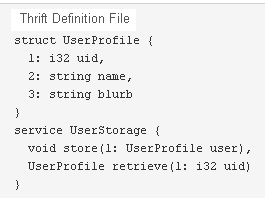 Thrift Definition File
struct UserProfile {
  1: i32 uid,
  2: string name,
  3: string blurb
}
service UserStorage {
  void store(1: UserProfile user),
  UserProfile retrieve(1: i32 uid)
}